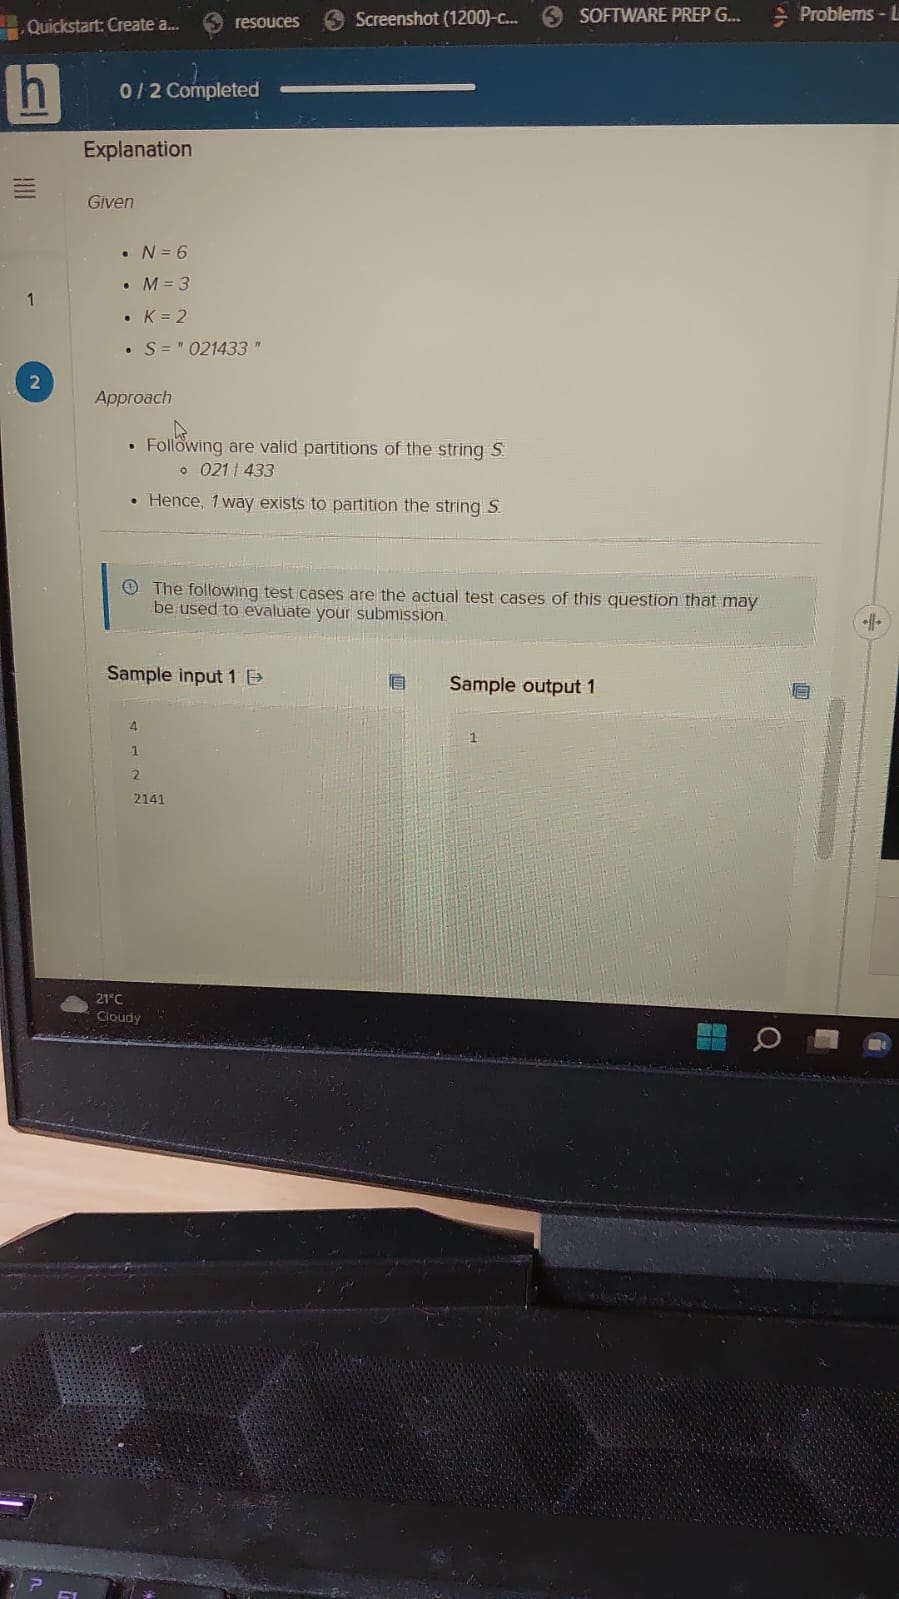 Quickstart: Create a...
resouces
Screenshot (1200)-c...
SOFTWARE PREP G...
Problems - L
h
0 / 2 Completed
Explanation
Given
• N = 6
1
• M = 3
• K = 2
• S = " 021433 "
2
Approach
• Following are valid partitions of the string S.
021 | 433
• Hence, 1 way exists to partition the string S.
The following test cases are the actual test cases of this question that may
be used to evaluate your submission.
Sample input 1
Sample output 1
4
1
2
2141
1
21°C
Cloudy
?